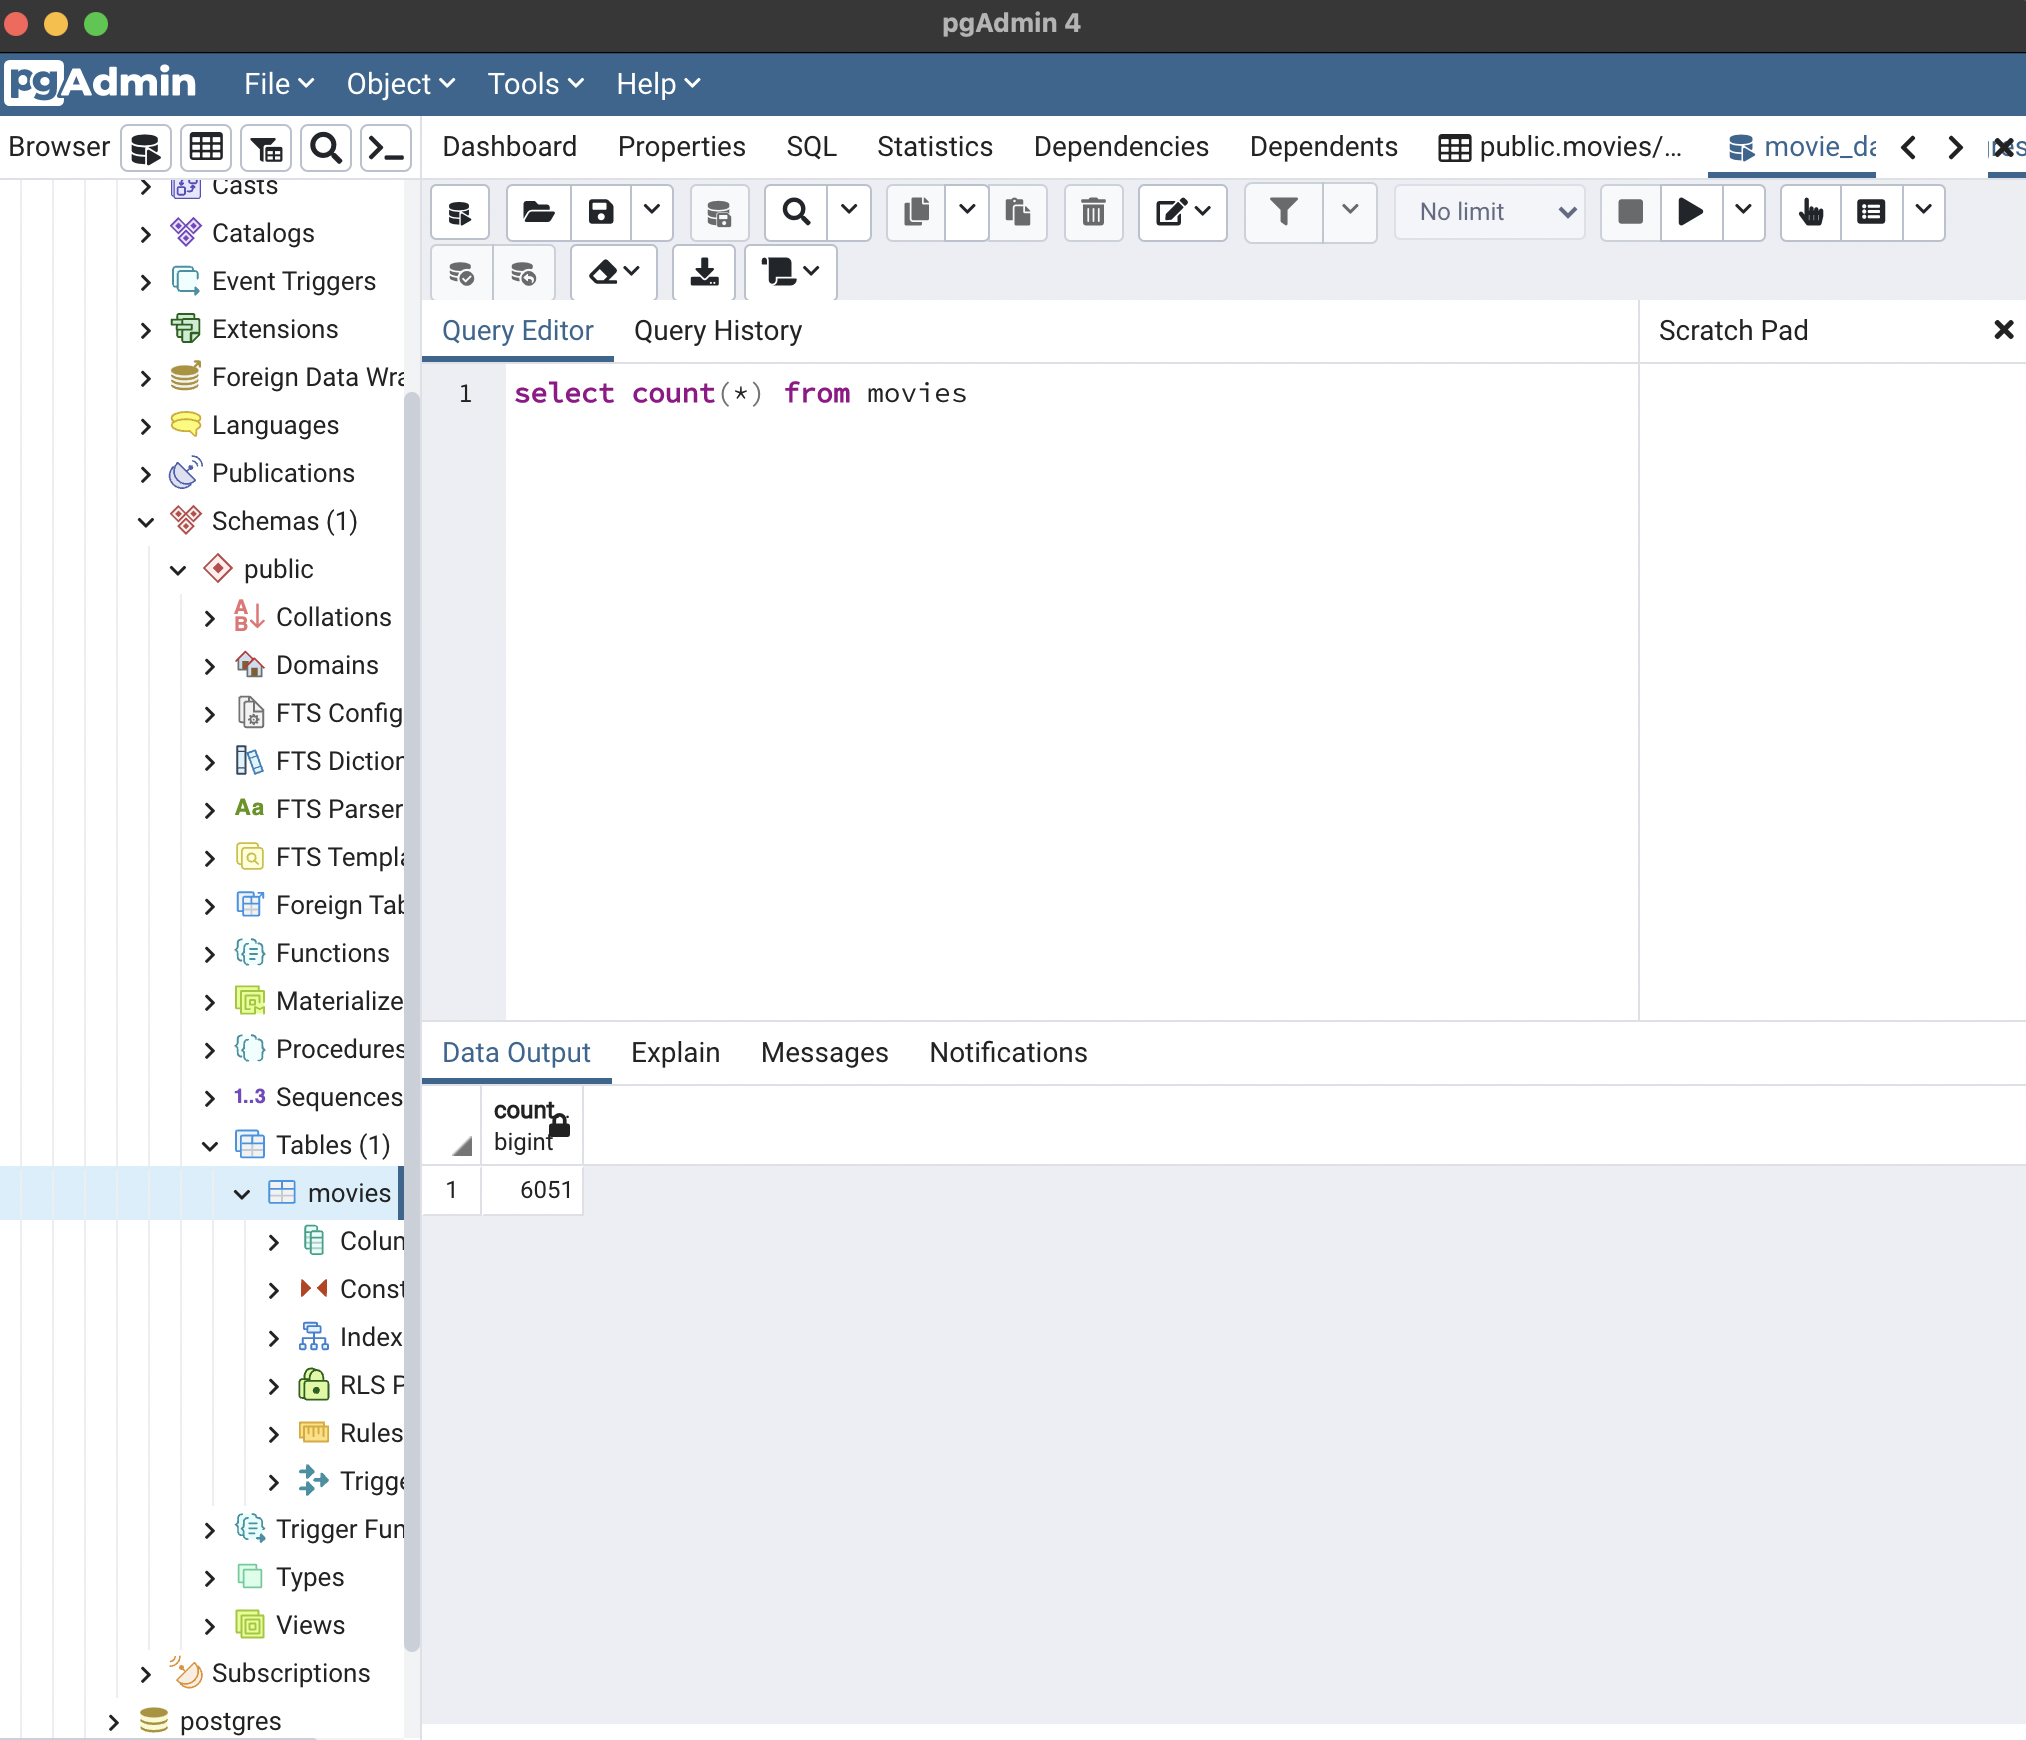 pgAdmin 4
pgAdmin File Object Tools Help
Browser
Dashboard Properties SQL Statistics Dependencies Dependents public.movies/... movie_da
No limit
Casts
Catalogs
Event Triggers
Extensions
Foreign Data Wra
Languages
Publications
Schemas (1)
public
Collations
Domains
FTS Config
FTS Diction
FTS Parser
FTS Templa
Foreign Tab
Functions
Materialize
Procedures
Sequences
Tables (1)
movies
Colun
Const
Index
RLS P
Rules
Trigge
Trigger Fun
Types
Views
Subscriptions
postgres
Query Editor Query History
Scratch Pad
1 select count(*) from movies
Data Output Explain Messages Notifications
count
bigint
1 6051